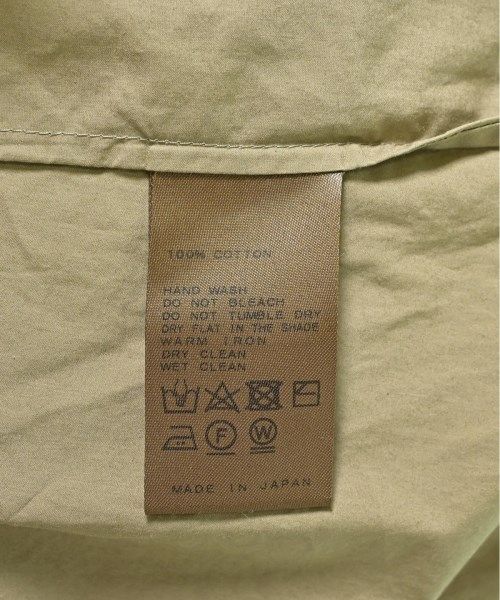 100% COTTON
HAND WASH
DO NOT BLEACH
DO NOT TUMBLE DRY
DRY FLAT IN THE SHADE
WARM IRON
DRY CLEAN
WET CLEAN
F W
MADE IN JAPAN